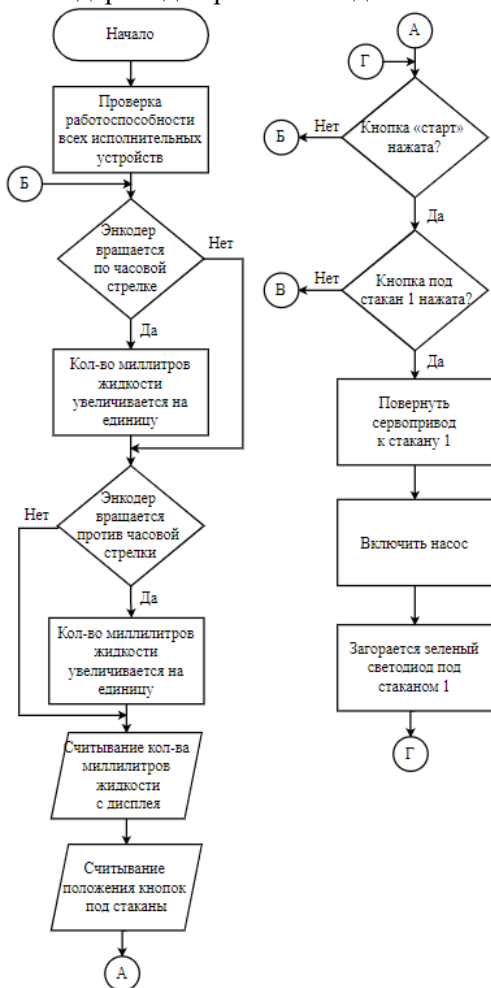 Начало
Проверка
работоспособности
всех исполнительных
устройств
Б
Энкодер
вращается
по часовой
стрелке
Нет
Да
Кол-во миллитров
жидкости
увеличивается на
единицу
Энкодер
вращается
против часовой
стрелки
Нет
Да
Кол-во миллилитров
жидкости
увеличивается на
единицу
Считывание кол-ва
миллилитров
жидкости
с дисплея
Считывание
положения кнопок
под стаканы
А
А
Г
Кнопка «старт»
нажата?
Нет
Б
Да
Кнопка под
стакан 1 нажата?
Нет
В
Да
Повернуть
сервопривод
к стакану 1
Включить насос
Загорается зеленый
светодиод под
стаканом 1
Г